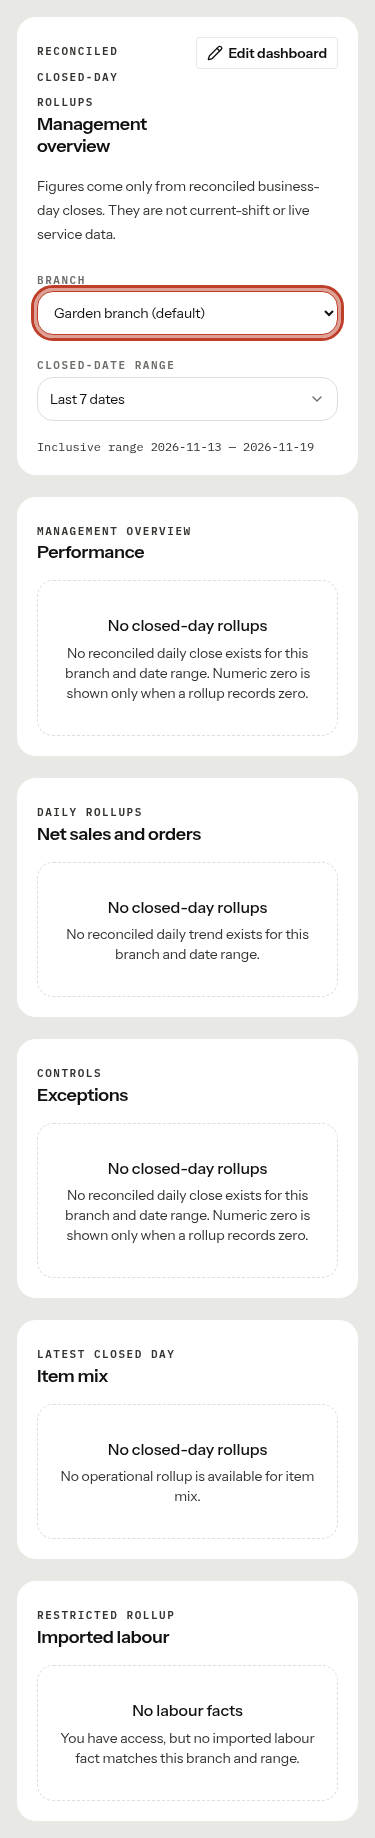 RECONCILED
CLOSED-DAY
ROLLUPS
Edit dashboard
Management
overview
Figures come only from reconciled business-
day closes. They are not current-shift or live
service data.
BRANCH
Garden branch (default)
CLOSED-DATE RANGE
Last 7 dates
Inclusive range 2026-11-13 — 2026-11-19
MANAGEMENT OVERVIEW
Performance
No closed-day rollups
No reconciled daily close exists for this
branch and date range. Numeric zero is
shown only when a rollup records zero.
DAILY ROLLUPS
Net sales and orders
No closed-day rollups
No reconciled daily trend exists for this
branch and date range.
CONTROLS
Exceptions
No closed-day rollups
No reconciled daily close exists for this
branch and date range. Numeric zero is
shown only when a rollup records zero.
LATEST CLOSED DAY
Item mix
No closed-day rollups
No operational rollup is available for item
mix.
RESTRICTED ROLLUP
Imported labour
No labour facts
You have access, but no imported labour
fact matches this branch and range.